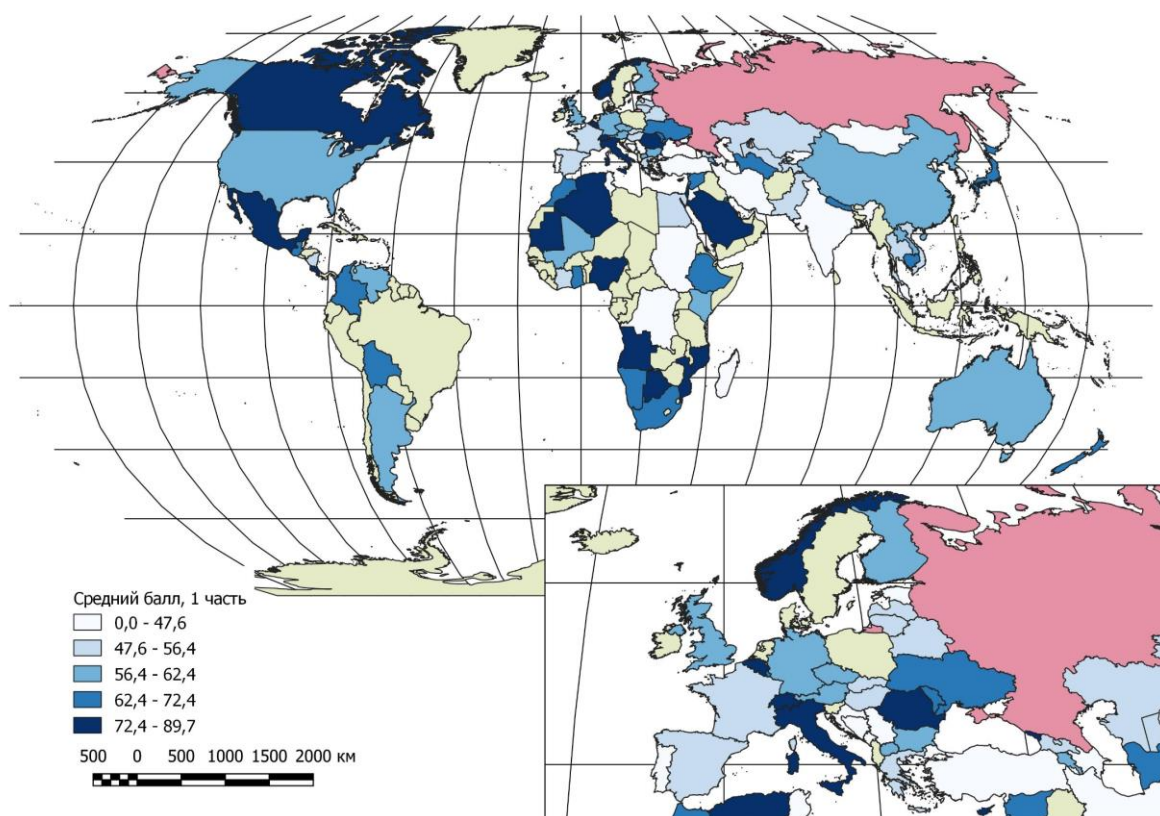 Средний балл, 1 часть
0,0 - 47,6
47,6 - 56,4
56,4 - 62,4
62,4 - 72,4
72,4 - 89,7
500 0 500 1000 1500 2000 км